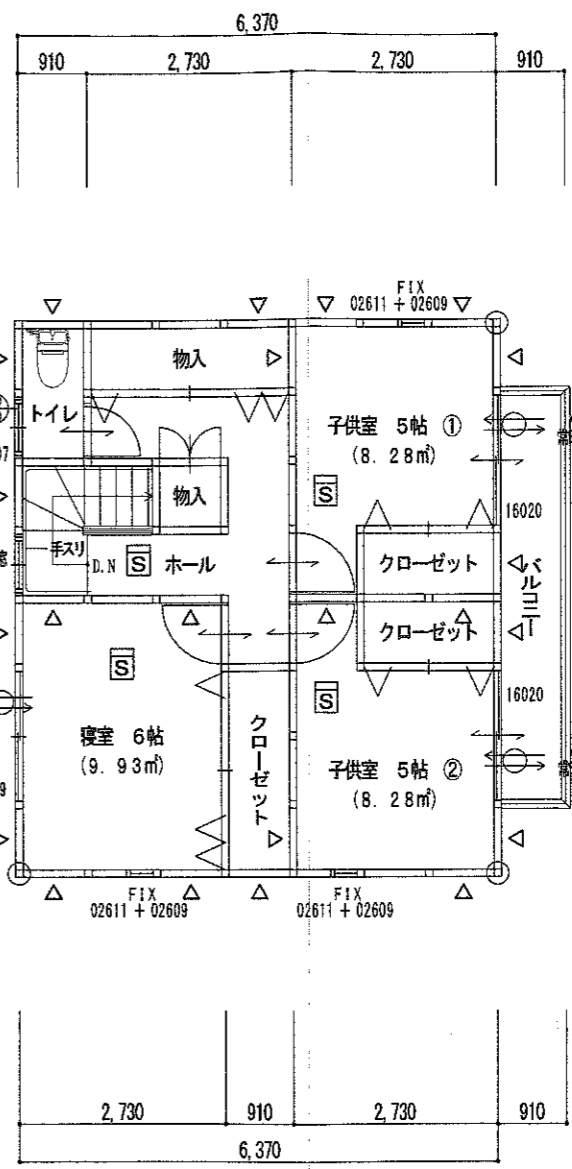 6,370
910
2,730
2,730
910
FIX
02611 + 02609
物入
トイレ
子供室 5帖 ①
(8.28㎡)
S
16020
物入
手スリ
D.N
S
ホール
クローゼット
バルコニー
クローゼット
S
S
16020
寝室 6帖
(9.93㎡)
クローゼット
子供室 5帖 ②
(8.28㎡)
FIX
02611 + 02609
FIX
02611 + 02609
2,730
910
2,730
910
6,370